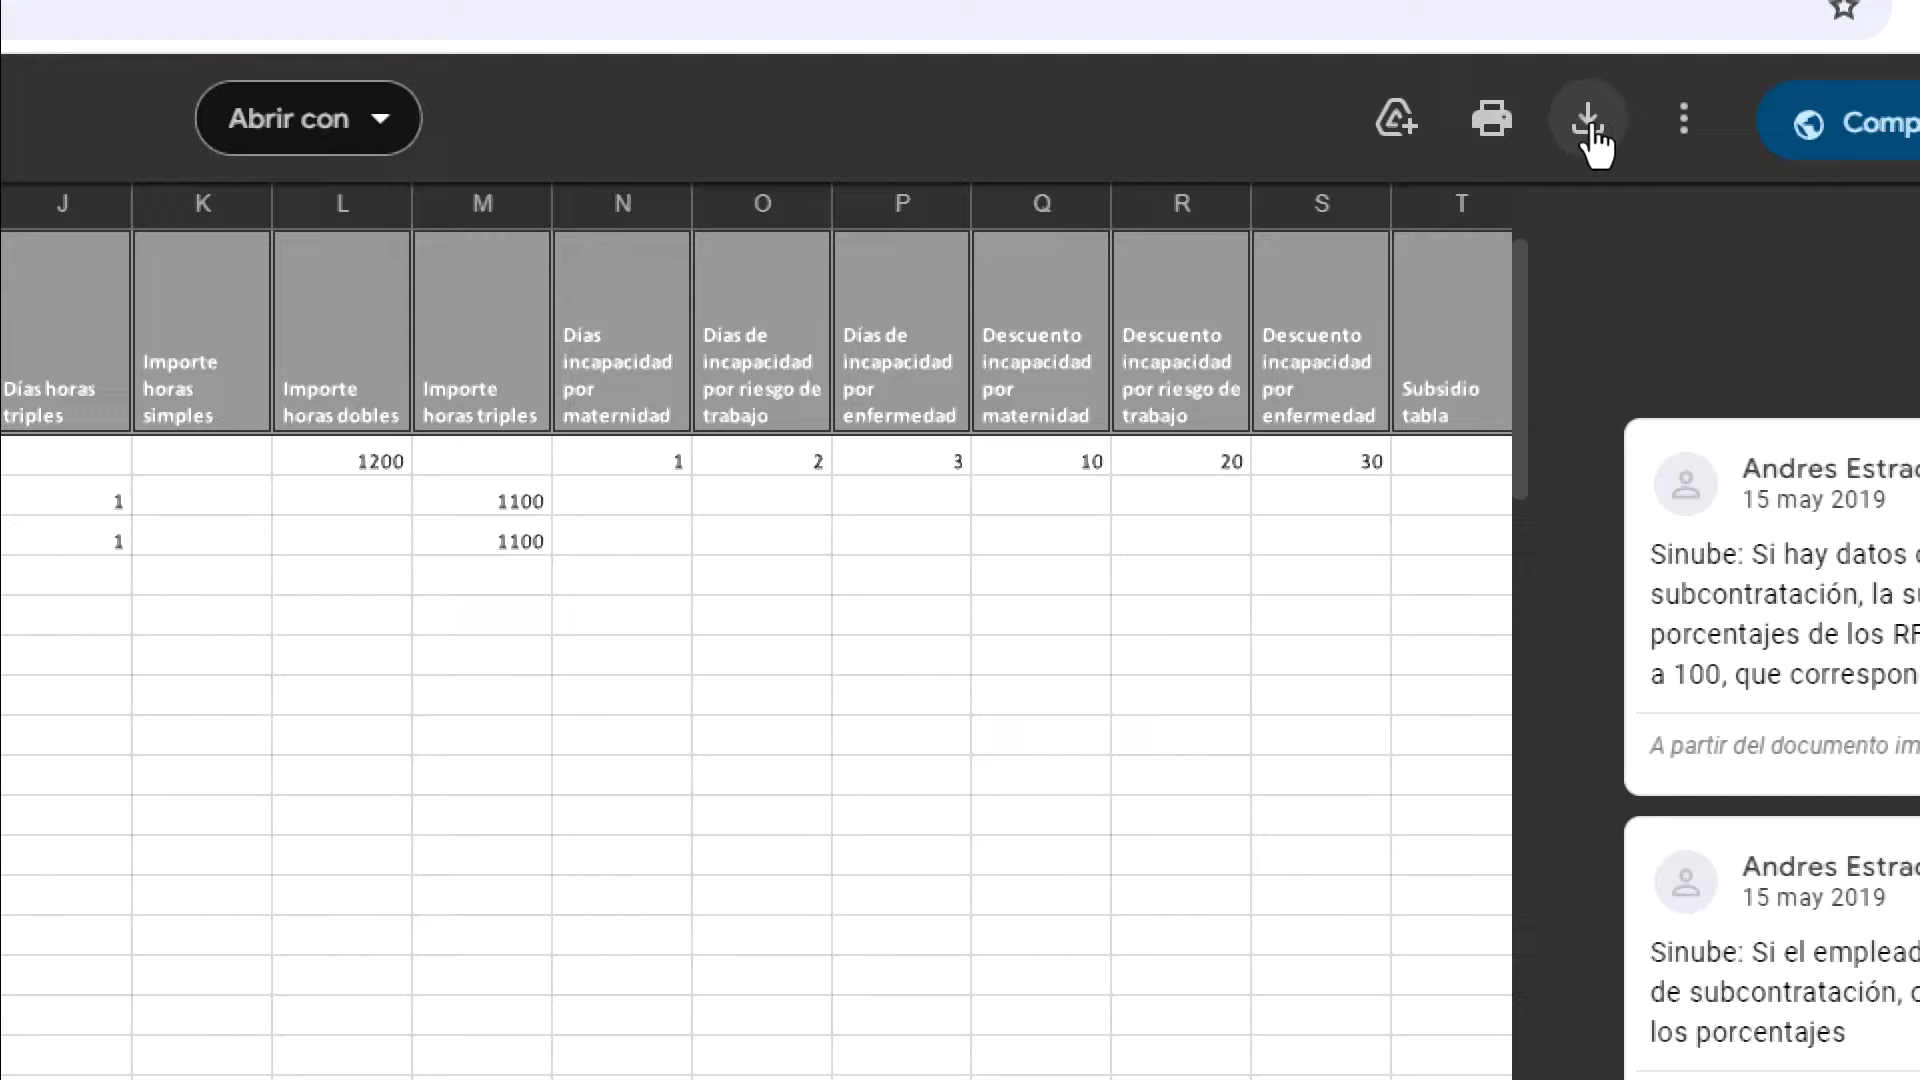 Abrir con
Comp
J K L M N O P Q R S T
Días horas
triples
Importe
horas
simples
Importe
horas dobles
Importe
horas triples
Días
incapacidad
por
maternidad
Días de
incapacidad
por riesgo de
trabajo
Días de
incapacidad
por
enfermedad
Descuento
incapacidad
por
maternidad
Descuento
incapacidad
por riesgo de
trabajo
Descuento
incapacidad
por
enfermedad
Subsidio
tabla
1200 1 2 3 10 20 30
1 1100
1 1100
Andres Estrad
15 may 2019
Sinube: Si hay datos
subcontratación, la su
porcentajes de los RF
a 100, que correspon
A partir del documento im
Andres Estrad
15 may 2019
Sinube: Si el emplead
de subcontratación,
los porcentajes